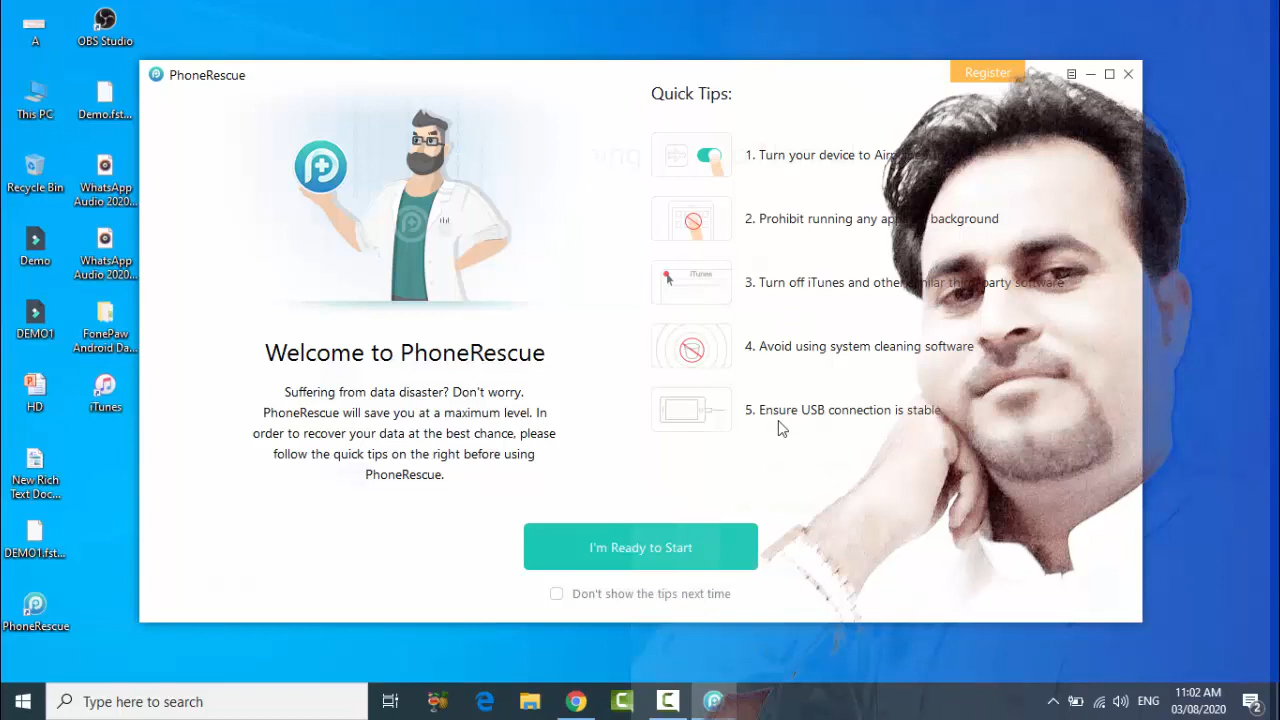 A
OBS Studio
This PC
Demo.fst...
Recycle Bin
WhatsApp
Audio 2020...
Demo
WhatsApp
Audio 2020...
DEMO1
FonePaw
Android Da...
HD
iTunes
New Rich
Text Doc...
DEMO1.fst...
PhoneRescue
PhoneRescue
Register
Welcome to PhoneRescue
Suffering from data disaster? Don't worry.
PhoneRescue will save you at a maximum level. In
order to recover your data at the best chance, please
follow the quick tips on the right before using
PhoneRescue.
Quick Tips:
1. Turn your device to
2. Prohibit running any background
iTunes
3. Turn off iTunes and other similar third-party software
4. Avoid using system cleaning software
5. Ensure USB connection is stable
I'm Ready to Start
Don't show the tips next time
Type here to search
ENG
11:02 AM
03/08/2020
2